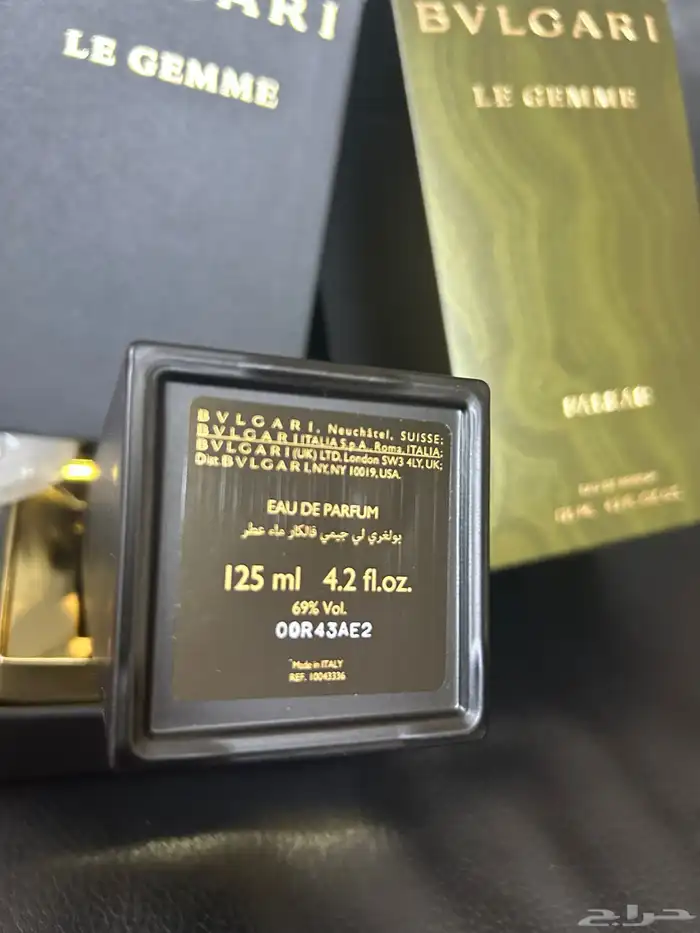 BVLGARI
LE GEMME
BVLGARI
LE GEMME
FALKAR
BVLGARI, Neuchâtel, SUISSE;
BVLGARI ITALIA S.p.A., Roma, ITALIA;
BVLGARI (UK) LTD. London SW3 4LY, UK;
Dist. BVLGARI, NY, NY 10019, USA.
EAU DE PARFUM
بولغري لي جيمي فالكار ماء عطر
125 ml 4.2 fl.oz.
69% Vol.
00R43AE2
Made in ITALY
REF. 10043336
حراج